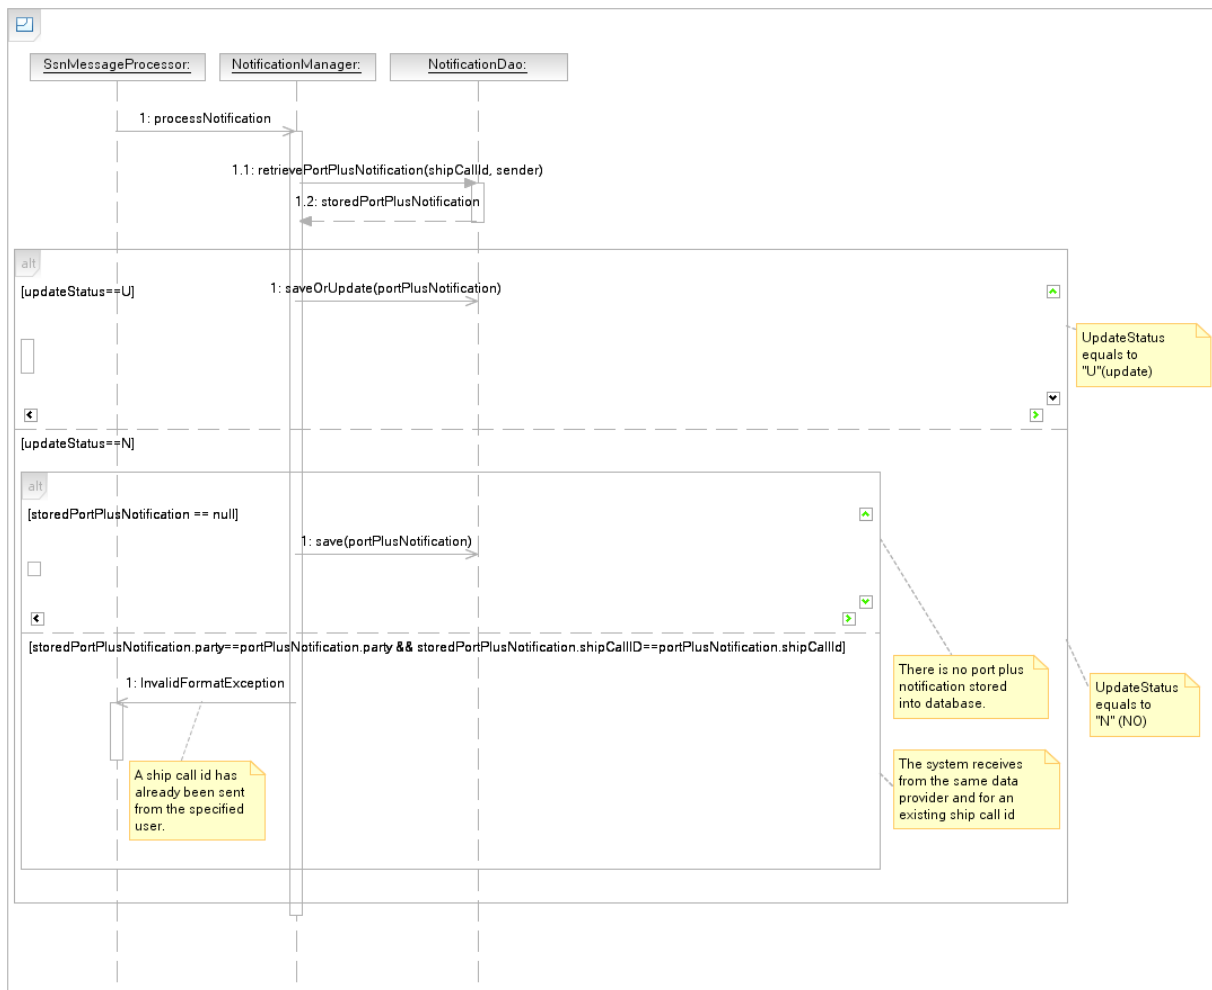 SsnMessageProcessor:
NotificationManager:
NotificationDao:
1: processNotification
1.1: retrievePortPlusNotification(shipCallId, sender)
1.2: storedPortPlusNotification
alt
[updateStatus==U]
1: saveOrUpdate(portPlusNotification)
UpdateStatus
equals to
"U"(update)
[updateStatus==N]
alt
[storedPortPlusNotification == null]
1: save(portPlusNotification)
[storedPortPlusNotification.party==portPlusNotification.party && storedPortPlusNotification.shipCallID==portPlusNotification.shipCallId]
There is no port plus
notification stored
into database.
UpdateStatus
equals to
"N" (NO)
1: InvalidFormatException
A ship call id has
already been sent
from the specified
user.
The system receives
from the same data
provider and for an
existing ship call id